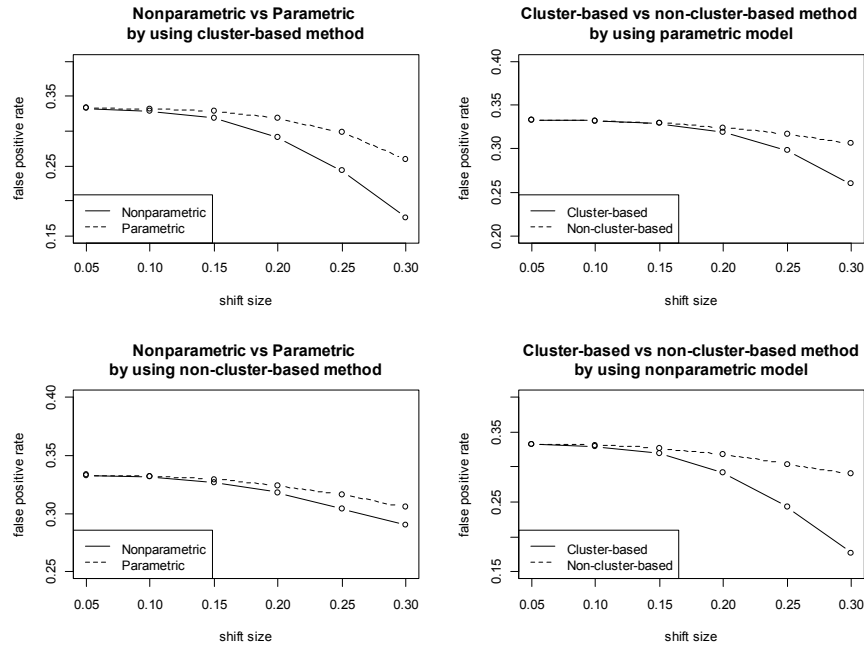 Nonparametric vs Parametric
by using cluster-based method
false positive rate
0.15
0.25
0.35
Nonparametric
Parametric
0.05 0.10 0.15 0.20 0.25 0.30
shift size
Cluster-based vs non-cluster-based method
by using parametric model
false positive rate
0.20
0.25
0.30
0.35
0.40
Cluster-based
Non-cluster-based
0.05 0.10 0.15 0.20 0.25 0.30
shift size
Nonparametric vs Parametric
by using non-cluster-based method
false positive rate
0.25
0.30
0.35
0.40
Nonparametric
Parametric
0.05 0.10 0.15 0.20 0.25 0.30
shift size
Cluster-based vs non-cluster-based method
by using nonparametric model
false positive rate
0.15
0.25
0.35
Cluster-based
Non-cluster-based
0.05 0.10 0.15 0.20 0.25 0.30
shift size